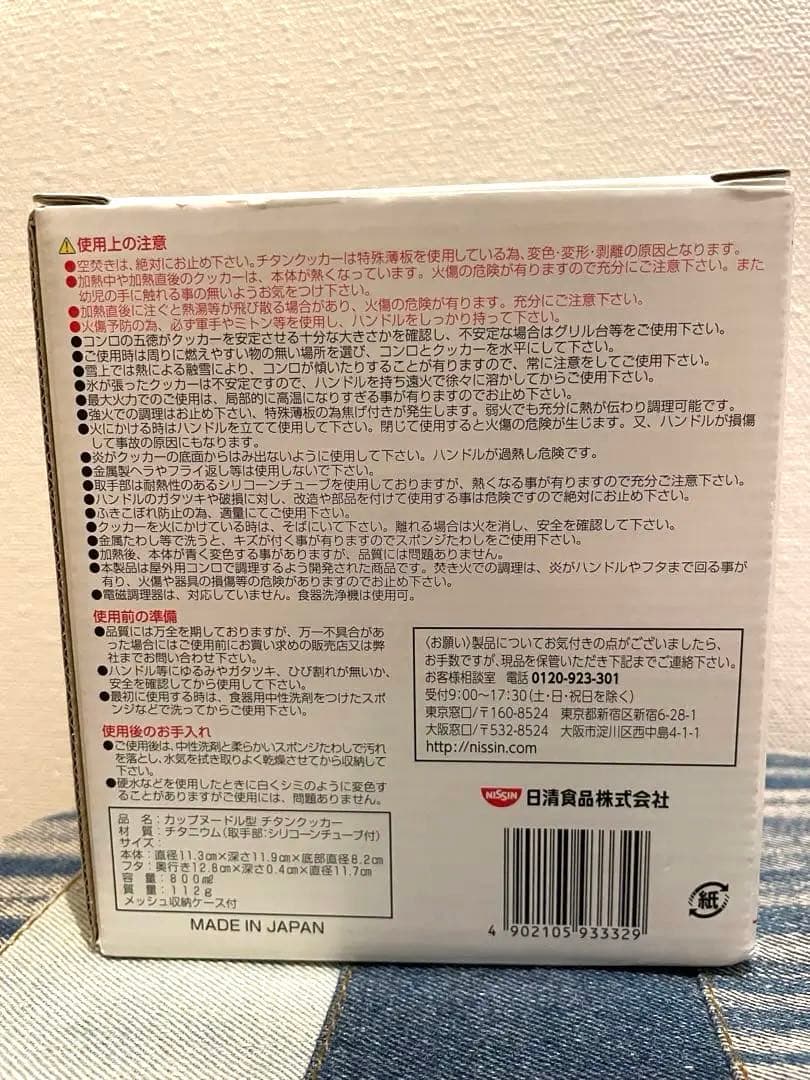 ⚠使用上の注意
●空焚きは、絶対にお止め下さい。チタンクッカーは特殊薄板を使用している為、変色・変形・剥離の原因となります。
●加熱中や加熱直後のクッカーは、本体が熱くなっています。火傷の危険が有りますので充分にご注意下さい。また
幼児の手に触れる事の無いようお気をつけ下さい。
●加熱直後に注ぐと熱湯等が飛び散る場合があり、火傷の危険が有ります。充分にご注意下さい。
●火傷予防の為、必ず軍手やミトン等を使用し、ハンドルをしっかり持って下さい。
●コンロの五徳がクッカーを安定させる十分な大きさかを確認し、不安定な場合はグリル台等をご使用下さい。
●ご使用時は周りに燃えやすい物の無い場所を選び、コンロとクッカーを水平にして下さい。
●雪上では熱による融雪により、コンロが傾いたりすることが有りますので、常に注意をしてご使用下さい。
●氷が張ったクッカーは不安定ですので、ハンドルを持ち遠火で徐々に溶かしてからご使用下さい。
●最大火力でのご使用は、局部的に高温になりすぎる事が有りますのでお止め下さい。
●強火での調理はお止め下さい、特殊薄板の為焦げ付きが発生します。弱火でも充分に熱が伝わり調理可能です。
●火にかける時はハンドルを立てて使用して下さい。閉じて使用すると火傷の危険が生じます。又、ハンドルが損傷
して事故の原因にもなります。
●炎がクッカーの底面からはみ出ないように使用して下さい。ハンドルが過熱し危険です。
●金属製ヘラやフライ返し等は使用しないで下さい。
●取手部は耐熱性のあるシリコーンチューブを使用しておりますが、熱くなる事が有りますので充分ご注意下さい。
●ハンドルのガタツキや破損に対し、改造や部品を付けて使用する事は危険ですので絶対にお止め下さい。
●ふきこぼれ防止の為、適量にてご使用下さい。
●クッカーを火にかけている時は、そばにいて下さい。離れる場合は火を消し、安全を確認して下さい。
●金属たわし等で洗うと、キズが付く事が有りますのでスポンジたわしをご使用下さい。
●加熱後、本体が青く変色する事がありますが、品質には問題ありません。
●本製品は屋外用コンロで調理するよう開発された商品です。焚き火での調理は、炎がハンドルやフタまで回る事が
有り、火傷や器具の損傷等の危険がありますのでお止め下さい。
●電磁調理器は、対応していません。食器洗浄機は使用可。
使用前の準備
●品質には万全を期しておりますが、万一不具合があ
った場合にはご使用前にお買い求めの販売店又は弊
社までお問い合わせ下さい。
●ハンドル等にゆるみやガタツキ、ひび割れが無いか、
安全を確認してから使用して下さい。
●最初に使用する時は、食器用中性洗剤をつけたスポ
ンジなどで洗ってからご使用下さい。
使用後のお手入れ
●ご使用後は、中性洗剤と柔らかいスポンジたわしで汚れ
を落とし、水気を拭き取りよく乾燥させてから収納して
下さい。
●硬水などを使用したときに白くシミのように変色す
ることがありますがご使用には、問題ありません。
品 名：カップヌードル型 チタンクッカー
材 質：チタニウム(取手部：シリコーンチューブ付)
サイズ：
本体：直径11.3cm×深さ11.9cm×底部直径8.2cm
フタ：奥行き12.8cm×深さ0.4cm×直径11.7cm
容 量：800㎖
質 量：112g
メッシュ収納ケース付
MADE IN JAPAN
〈お願い〉製品についてお気付きの点がございましたら、
お手数ですが、現品を保管いただき下記までご連絡下さい。
お客様相談室 電話 0120-923-301
受付9:00〜17:30(土・日・祝日を除く)
東京窓口/〒160-8524 東京都新宿区新宿6-28-1
大阪窓口/〒532-8524 大阪市淀川区西中島4-1-1
http://nissin.com
NISSIN 日清食品株式会社
4 902105 933329
紙